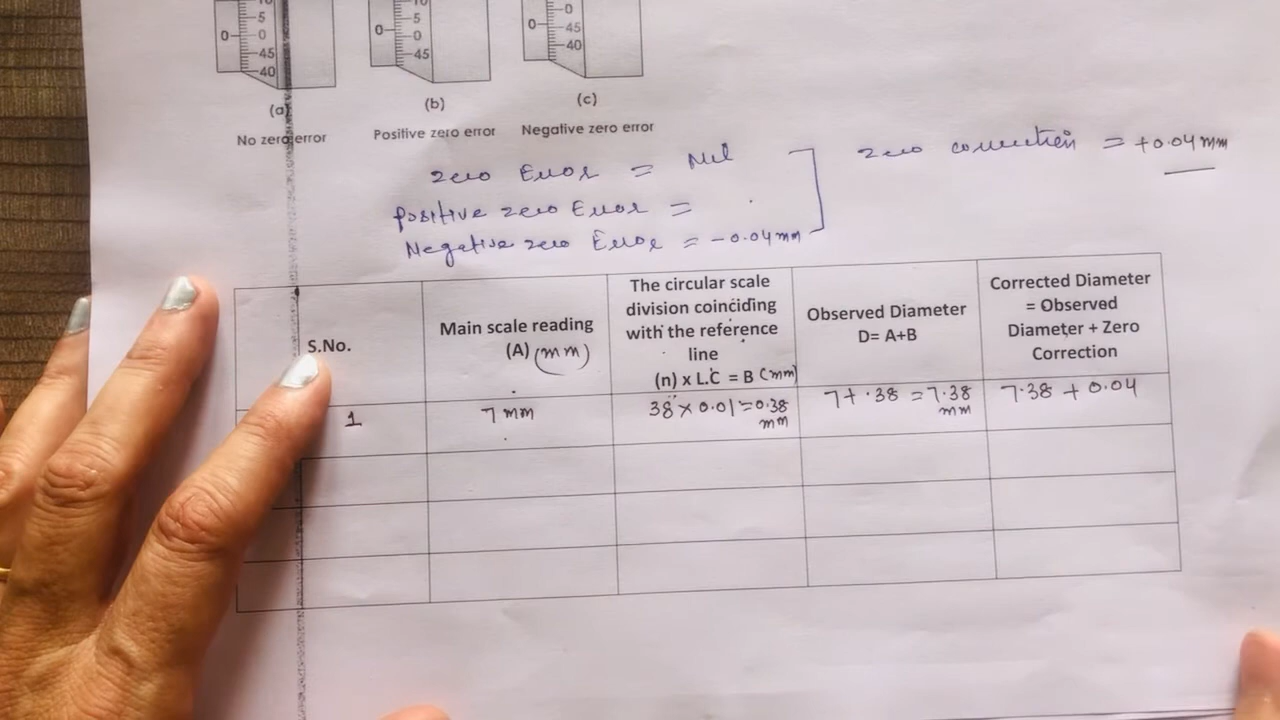 10 10 0
5 5 0
0 0 0 0 45
45 45 40
40
(a) (b) (c)
No zero error Positive zero error Negative zero error
zero Error = Nil zero correction = +0.04 mm
positive zero Error =
Negative zero Error = -0.04 mm
S.No.
Main scale reading
(A) (mm)
The circular scale
division coinciding
with the reference
line
(n) x L.C = B (mm)
Observed Diameter
D= A+B
Corrected Diameter
= Observed
Diameter + Zero
Correction
1
7 mm
38 × 0.01 = 0.38
mm
7 + .38 = 7.38
mm
7.38 + 0.04